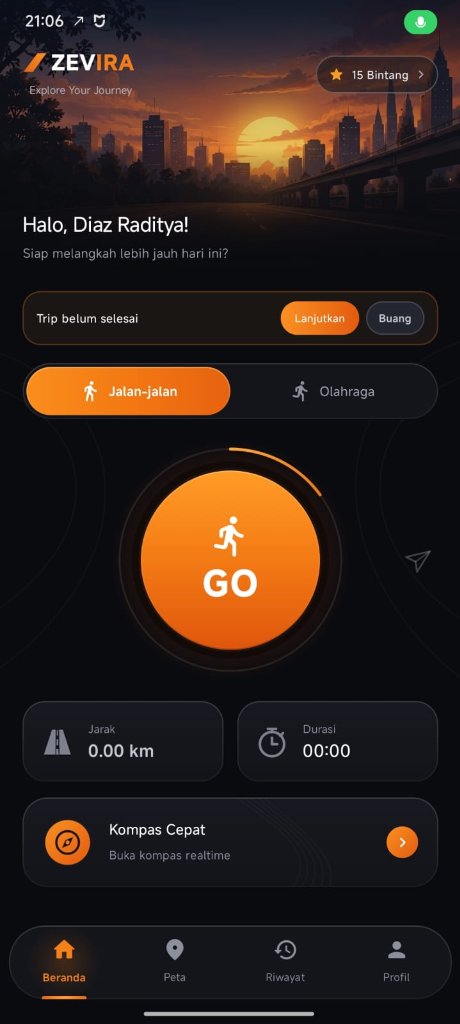 21:06
ZEVIRA
Explore Your Journey
15 Bintang
Halo, Diaz Raditya!
Siap melangkah lebih jauh hari ini?
Trip belum selesai
Lanjutkan
Buang
Jalan-jalan
Olahraga
GO
Jarak
0.00 km
Durasi
00:00
Kompas Cepat
Buka kompas realtime
Beranda
Peta
Riwayat
Profil